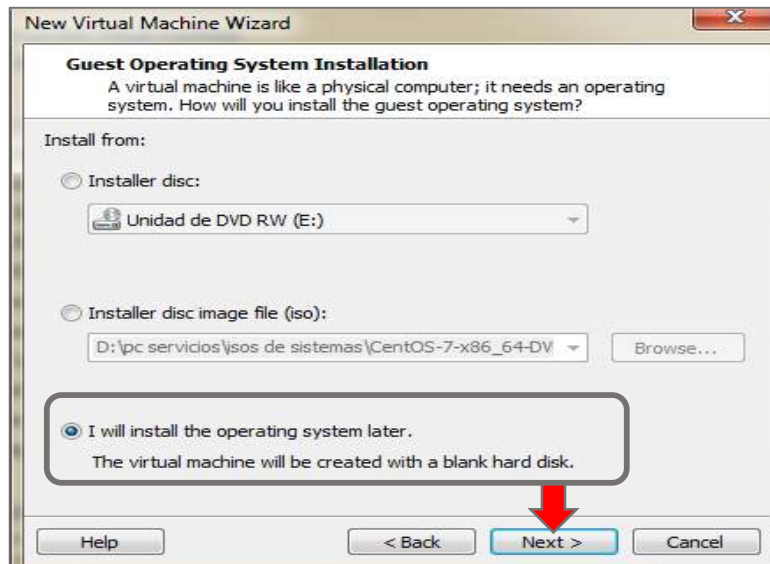 New Virtual Machine Wizard
Guest Operating System Installation
A virtual machine is like a physical computer; it needs an operating
system. How will you install the guest operating system?
Install from:
Installer disc:
Unidad de DVD RW (E:)
Installer disc image file (iso):
D:\pc servicios\isos de sistemas\CentOS-7-x86_64-DV
Browse...
I will install the operating system later.
The virtual machine will be created with a blank hard disk.
Help < Back Next > Cancel